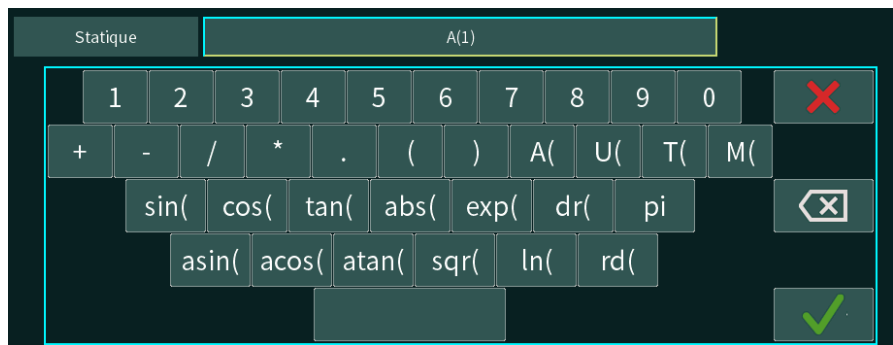 Statique A(1)
1 2 3 4 5 6 7 8 9 0
+ - / * . ( ) A( U( T( M(
sin( cos( tan( abs( exp( dr( pi
asin( acos( atan( sqr( ln( rd(